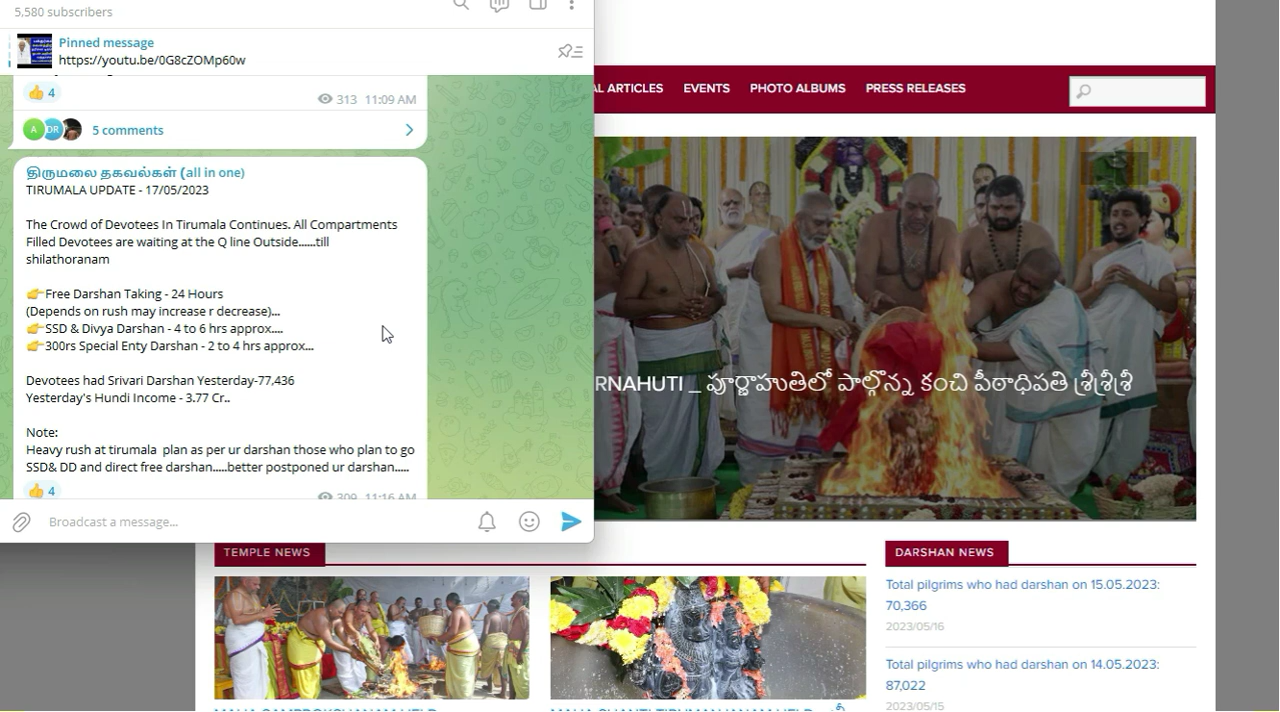 5,580 subscribers
Pinned message
https://youtu.be/0G8cZOMp60w
4
313 11:09 AM
A DR 5 comments
திருமலை தகவல்கள் (all in one)
TIRUMALA UPDATE - 17/05/2023
The Crowd of Devotees In Tirumala Continues. All Compartments
Filled Devotees are waiting at the Q line Outside......till
shilathoranam
👉Free Darshan Taking - 24 Hours
(Depends on rush may increase r decrease)...
👉SSD & Divya Darshan - 4 to 6 hrs approx....
👉300rs Special Enty Darshan - 2 to 4 hrs approx...
Devotees had Srivari Darshan Yesterday-77,436
Yesterday's Hundi Income - 3.77 Cr..
Note:
Heavy rush at tirumala plan as per ur darshan those who plan to go
SSD& DD and direct free darshan.....better postponed ur darshan.....
4
309 11:16 AM
Broadcast a message...
AL ARTICLES EVENTS PHOTO ALBUMS PRESS RELEASES
RNAHUTI _ పూర్ణాహుతిలో పాల్గొన్న కంచి పీఠాధిపతి శ్రీశ్రీశ్రీ
TEMPLE NEWS
DARSHAN NEWS
Total pilgrims who had darshan on 15.05.2023:
70,366
2023/05/16
Total pilgrims who had darshan on 14.05.2023:
87,022
2023/05/15